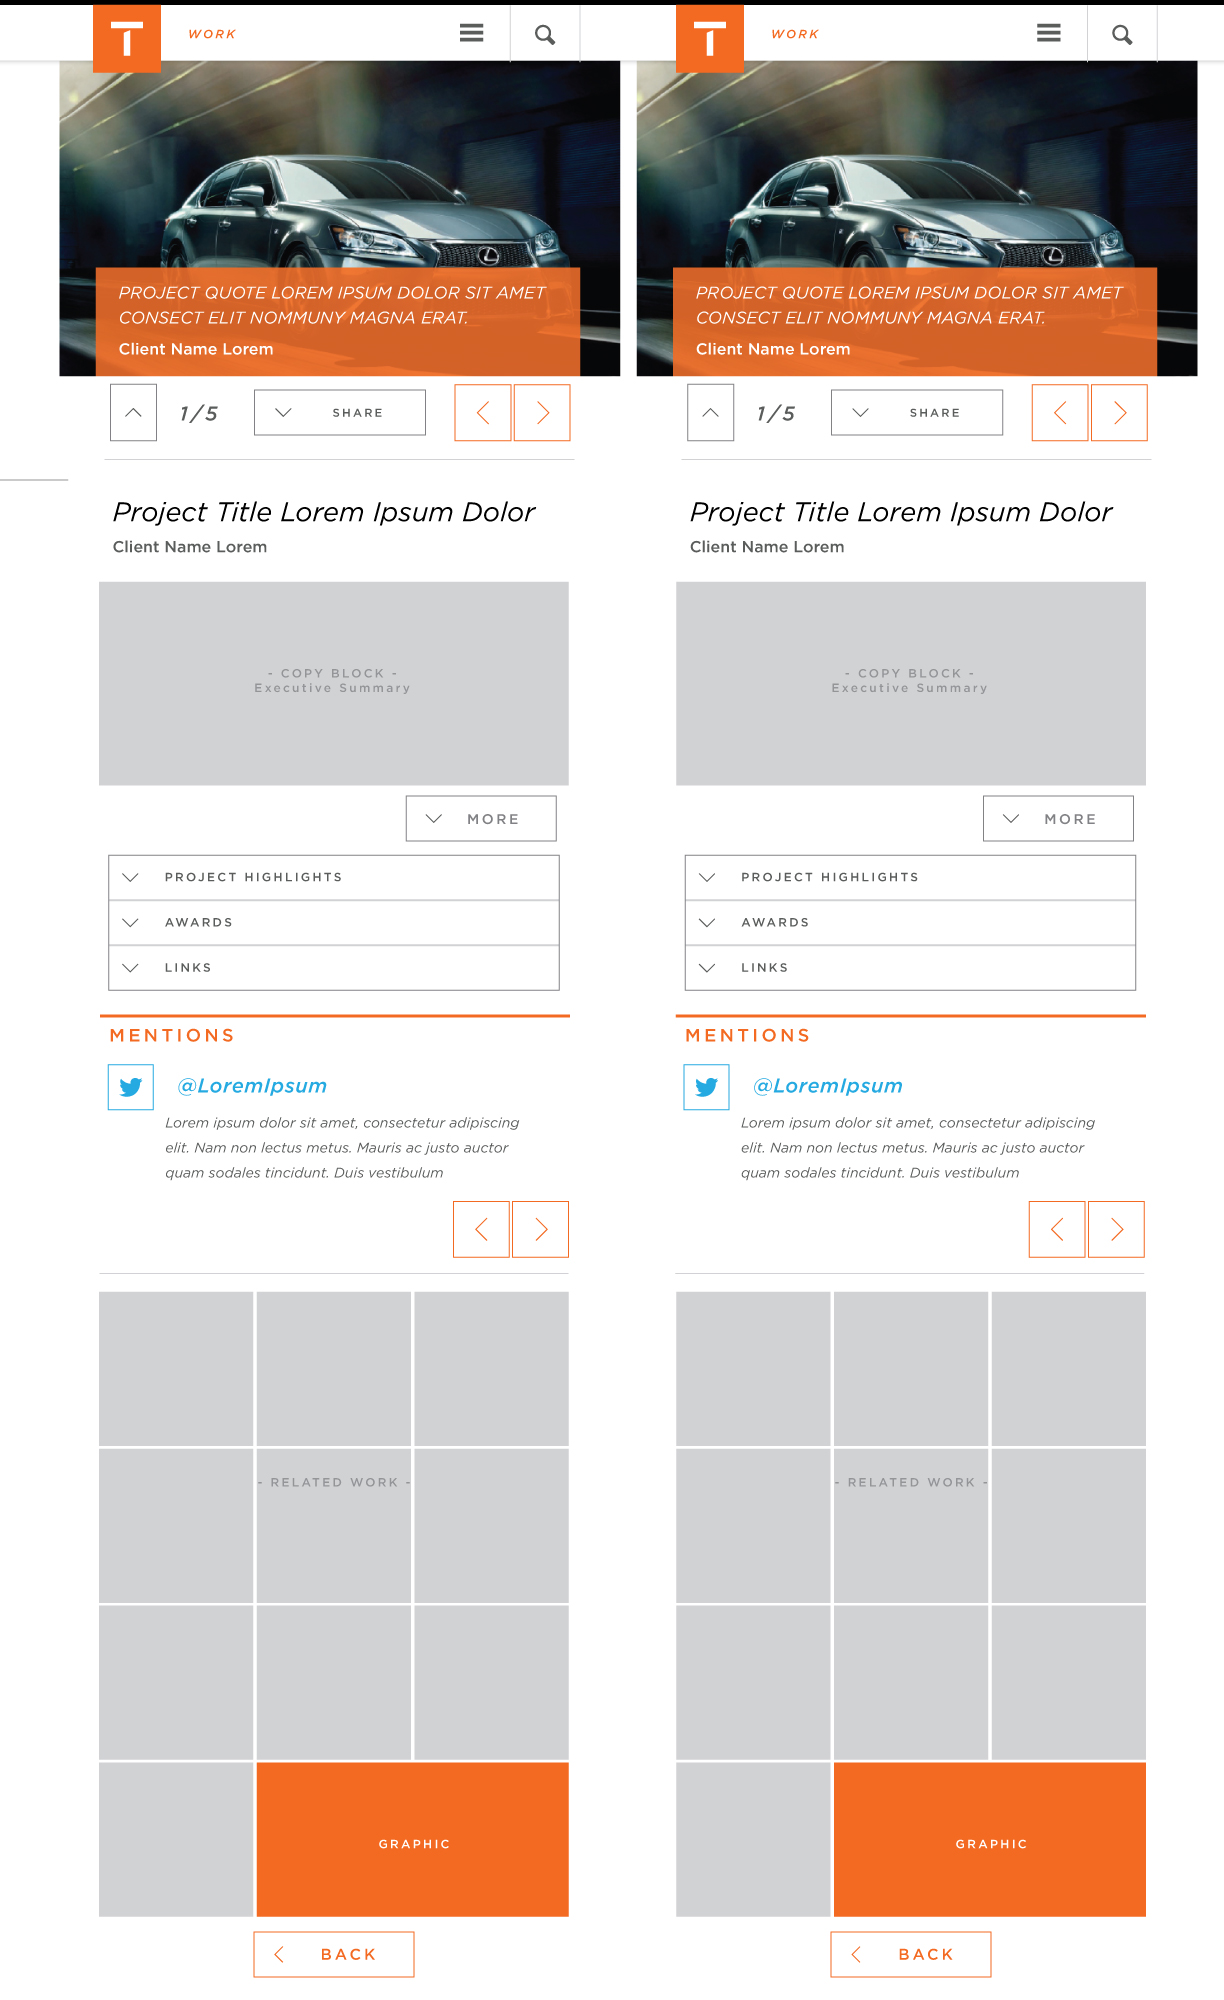 T
WORK
PROJECT QUOTE LOREM IPSUM DOLOR SIT AMET
CONSECT ELIT NOMMUNY MAGNA ERAT.
Client Name Lorem
1/5
SHARE
Project Title Lorem Ipsum Dolor
Client Name Lorem
- COPY BLOCK -
Executive Summary
MORE
PROJECT HIGHLIGHTS
AWARDS
LINKS
MENTIONS
@LoremIpsum
Lorem ipsum dolor sit amet, consectetur adipiscing
elit. Nam non lectus metus. Mauris ac justo auctor
quam sodales tincidunt. Duis vestibulum
- RELATED WORK -
GRAPHIC
BACK
T
WORK
PROJECT QUOTE LOREM IPSUM DOLOR SIT AMET
CONSECT ELIT NOMMUNY MAGNA ERAT.
Client Name Lorem
1/5
SHARE
Project Title Lorem Ipsum Dolor
Client Name Lorem
- COPY BLOCK -
Executive Summary
MORE
PROJECT HIGHLIGHTS
AWARDS
LINKS
MENTIONS
@LoremIpsum
Lorem ipsum dolor sit amet, consectetur adipiscing
elit. Nam non lectus metus. Mauris ac justo auctor
quam sodales tincidunt. Duis vestibulum
- RELATED WORK -
GRAPHIC
BACK